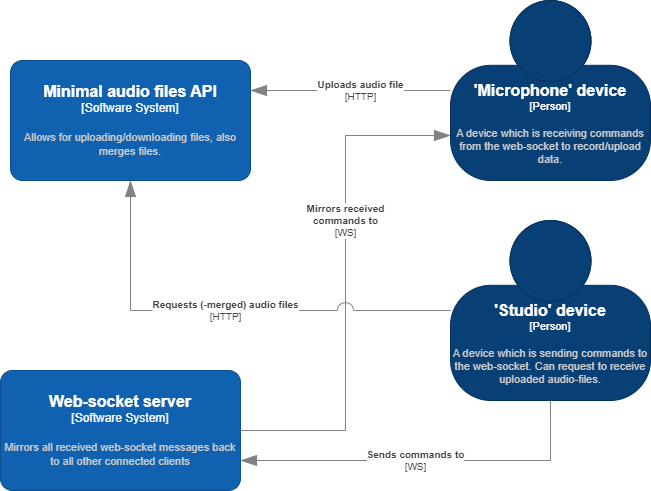 Minimal audio files API
[Software System]
Allows for uploading/downloading files, also
merges files.
Uploads audio file
[HTTP]
'Microphone' device
[Person]
A device which is receiving commands
from the web-socket to record/upload
data.
Mirrors received
commands to
[WS]
Requests (-merged) audio files
[HTTP]
'Studio' device
[Person]
A device which is sending commands to
the web-socket. Can request to receive
uploaded audio-files.
Web-socket server
[Software System]
Mirrors all received web-socket messages back
to all other connected clients
Sends commands to
[WS]